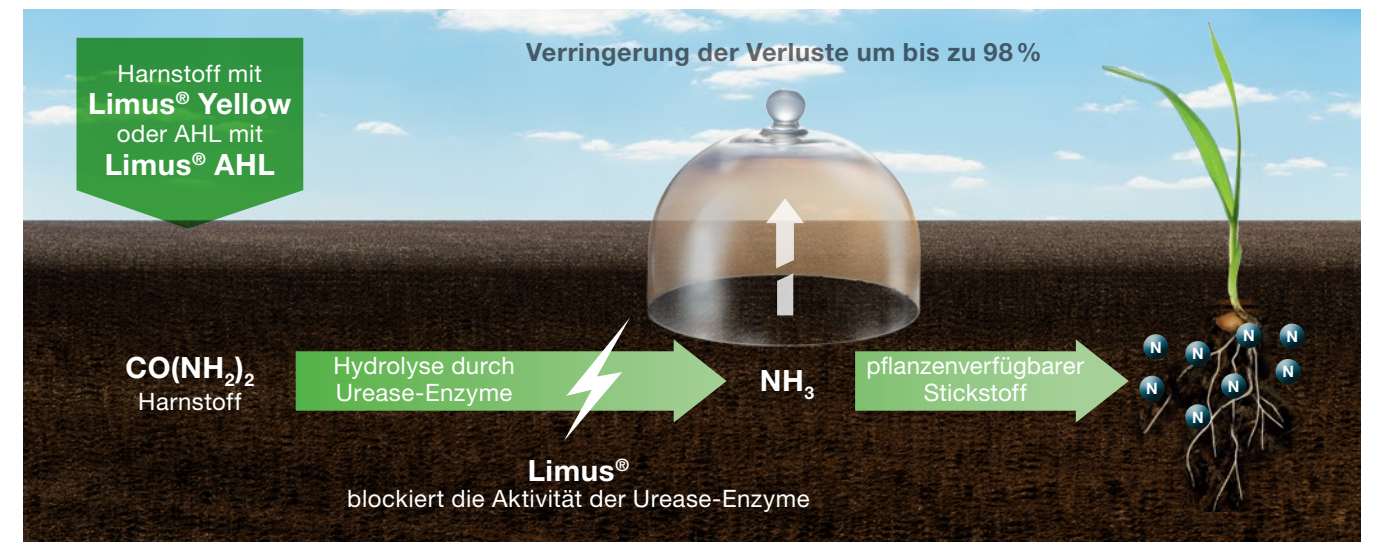 Verringerung der Verluste um bis zu 98 %
Harnstoff mit
Limus® Yellow
oder AHL mit
Limus® AHL
CO(NH₂)₂
Harnstoff
Hydrolyse durch
Urease-Enzyme
NH₃
pflanzenverfügbarer
Stickstoff
N
N
N
N
N
N
N
N
Limus®
blockiert die Aktivität der Urease-Enzyme